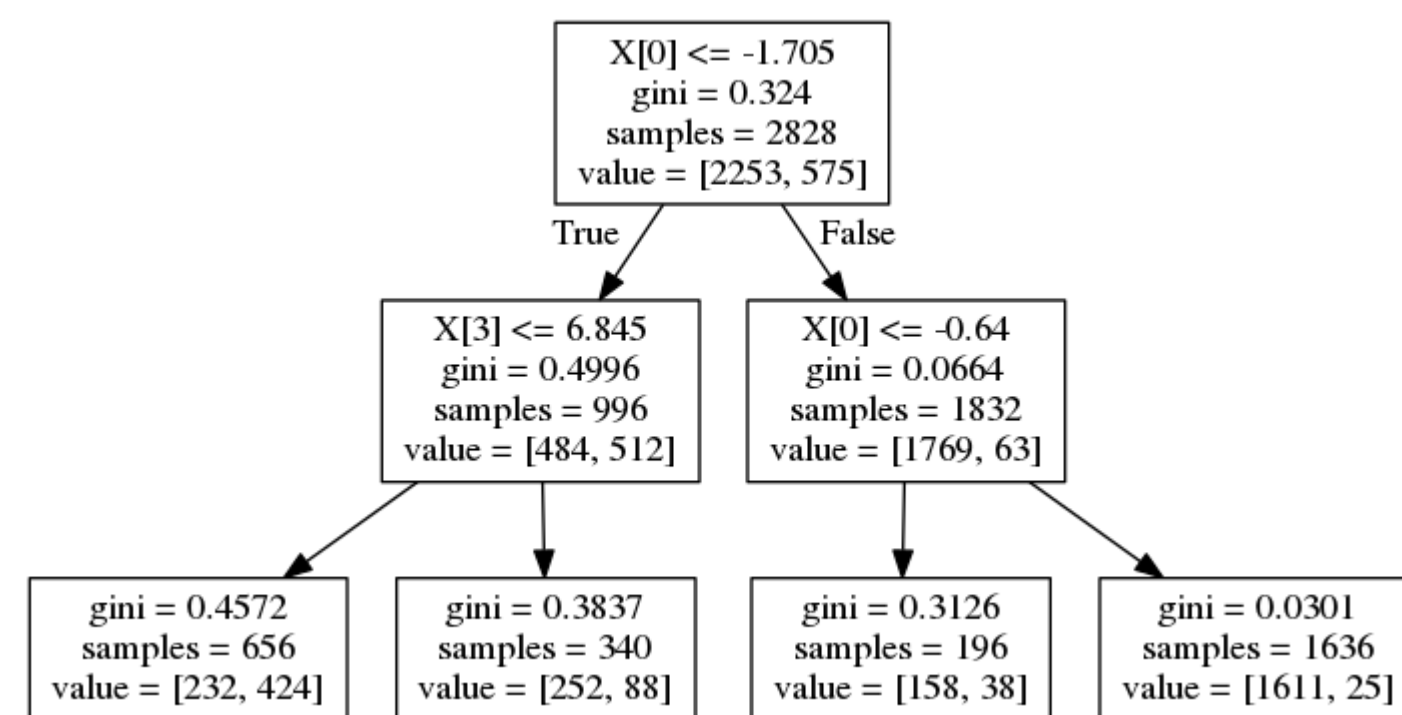 X[0] <= -1.705
gini = 0.324
samples = 2828
value = [2253, 575]
True
False
X[3] <= 6.845
gini = 0.4996
samples = 996
value = [484, 512]
X[0] <= -0.64
gini = 0.0664
samples = 1832
value = [1769, 63]
gini = 0.4572
samples = 656
value = [232, 424]
gini = 0.3837
samples = 340
value = [252, 88]
gini = 0.3126
samples = 196
value = [158, 38]
gini = 0.0301
samples = 1636
value = [1611, 25]